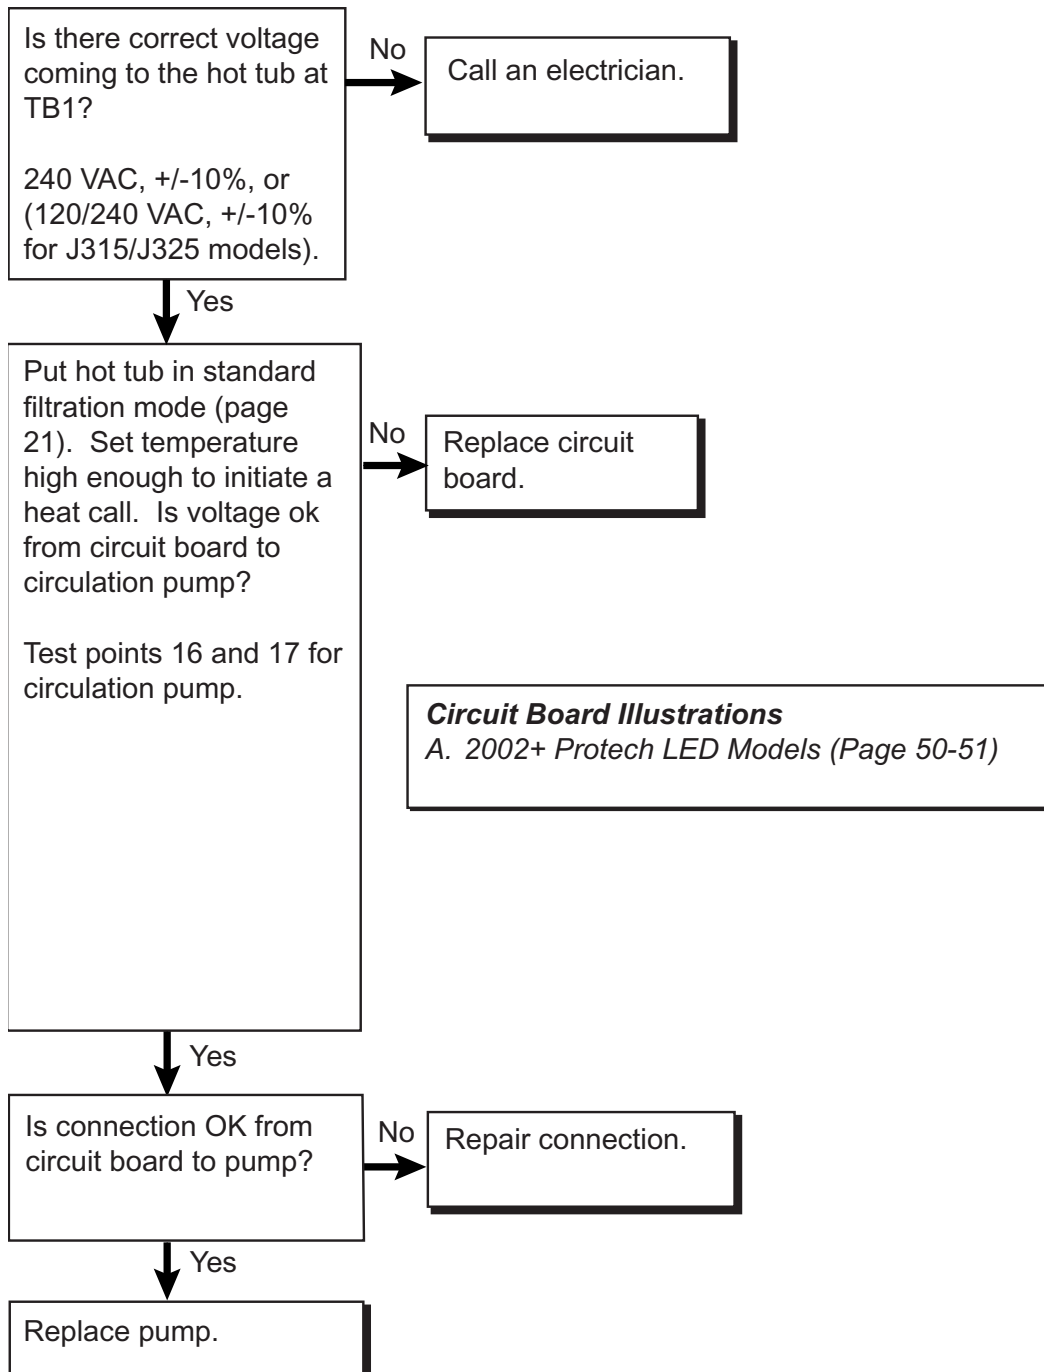 Is there correct voltage
coming to the hot tub at
TB1?
240 VAC, +/-10%, or
(120/240 VAC, +/-10%
for J315/J325 models).
No
Call an electrician.
Yes
Put hot tub in standard
filtration mode (page
21).  Set temperature
high enough to initiate a
heat call.  Is voltage ok
from circuit board to
circulation pump?
Test points 16 and 17 for
circulation pump.
No
Replace circuit
board.
Circuit Board Illustrations
A.  2002+ Protech LED Models (Page 50-51)
Yes
Is connection OK from
circuit board to pump?
No
Repair connection.
Yes
Replace pump.